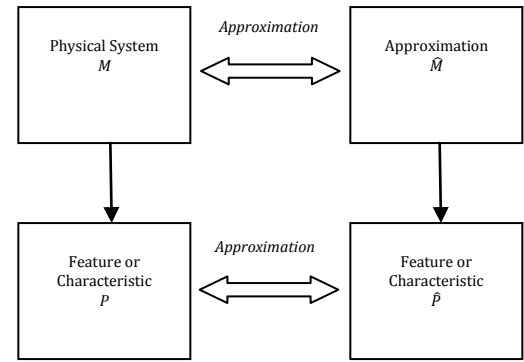 Approximation
Physical System
M
Approximation
M̂
Approximation
Feature or
Characteristic
P
Feature or
Characteristic
P̂